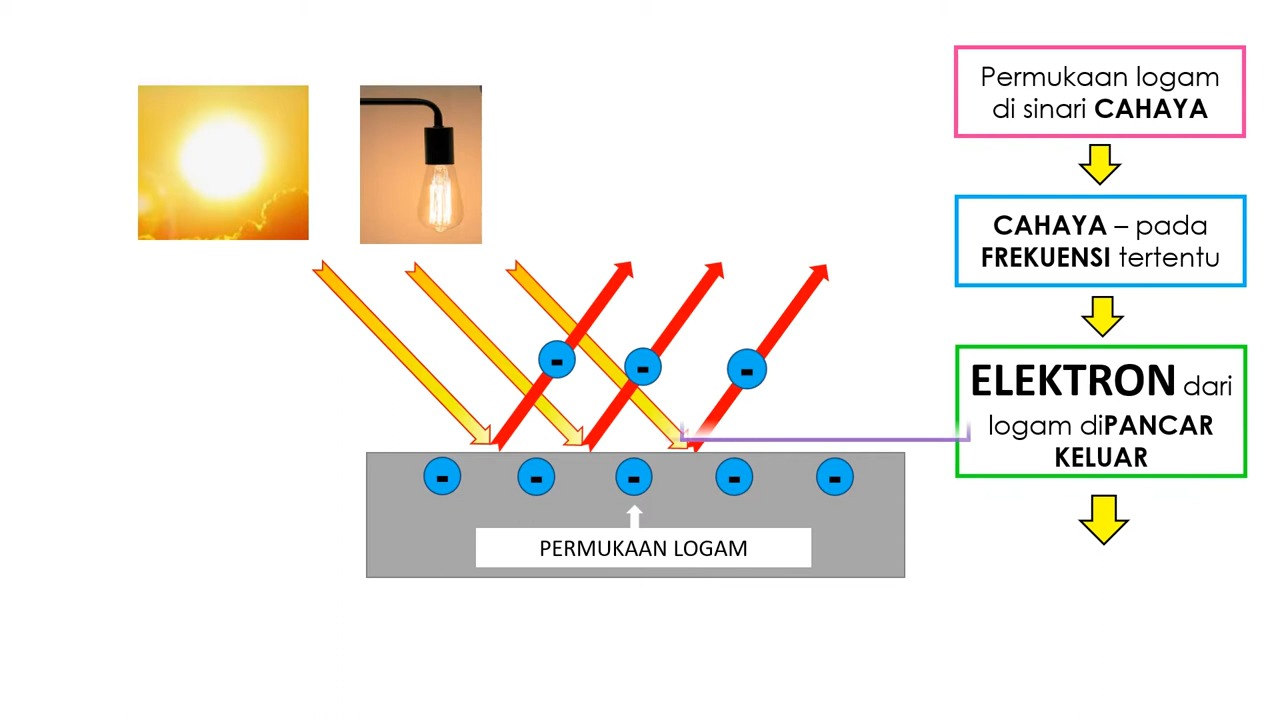 Permukaan logam
di sinari CAHAYA
CAHAYA – pada
FREKUENSI tertentu
ELEKTRON dari
logam diPANCAR
KELUAR
- - -
- - - - -
PERMUKAAN LOGAM